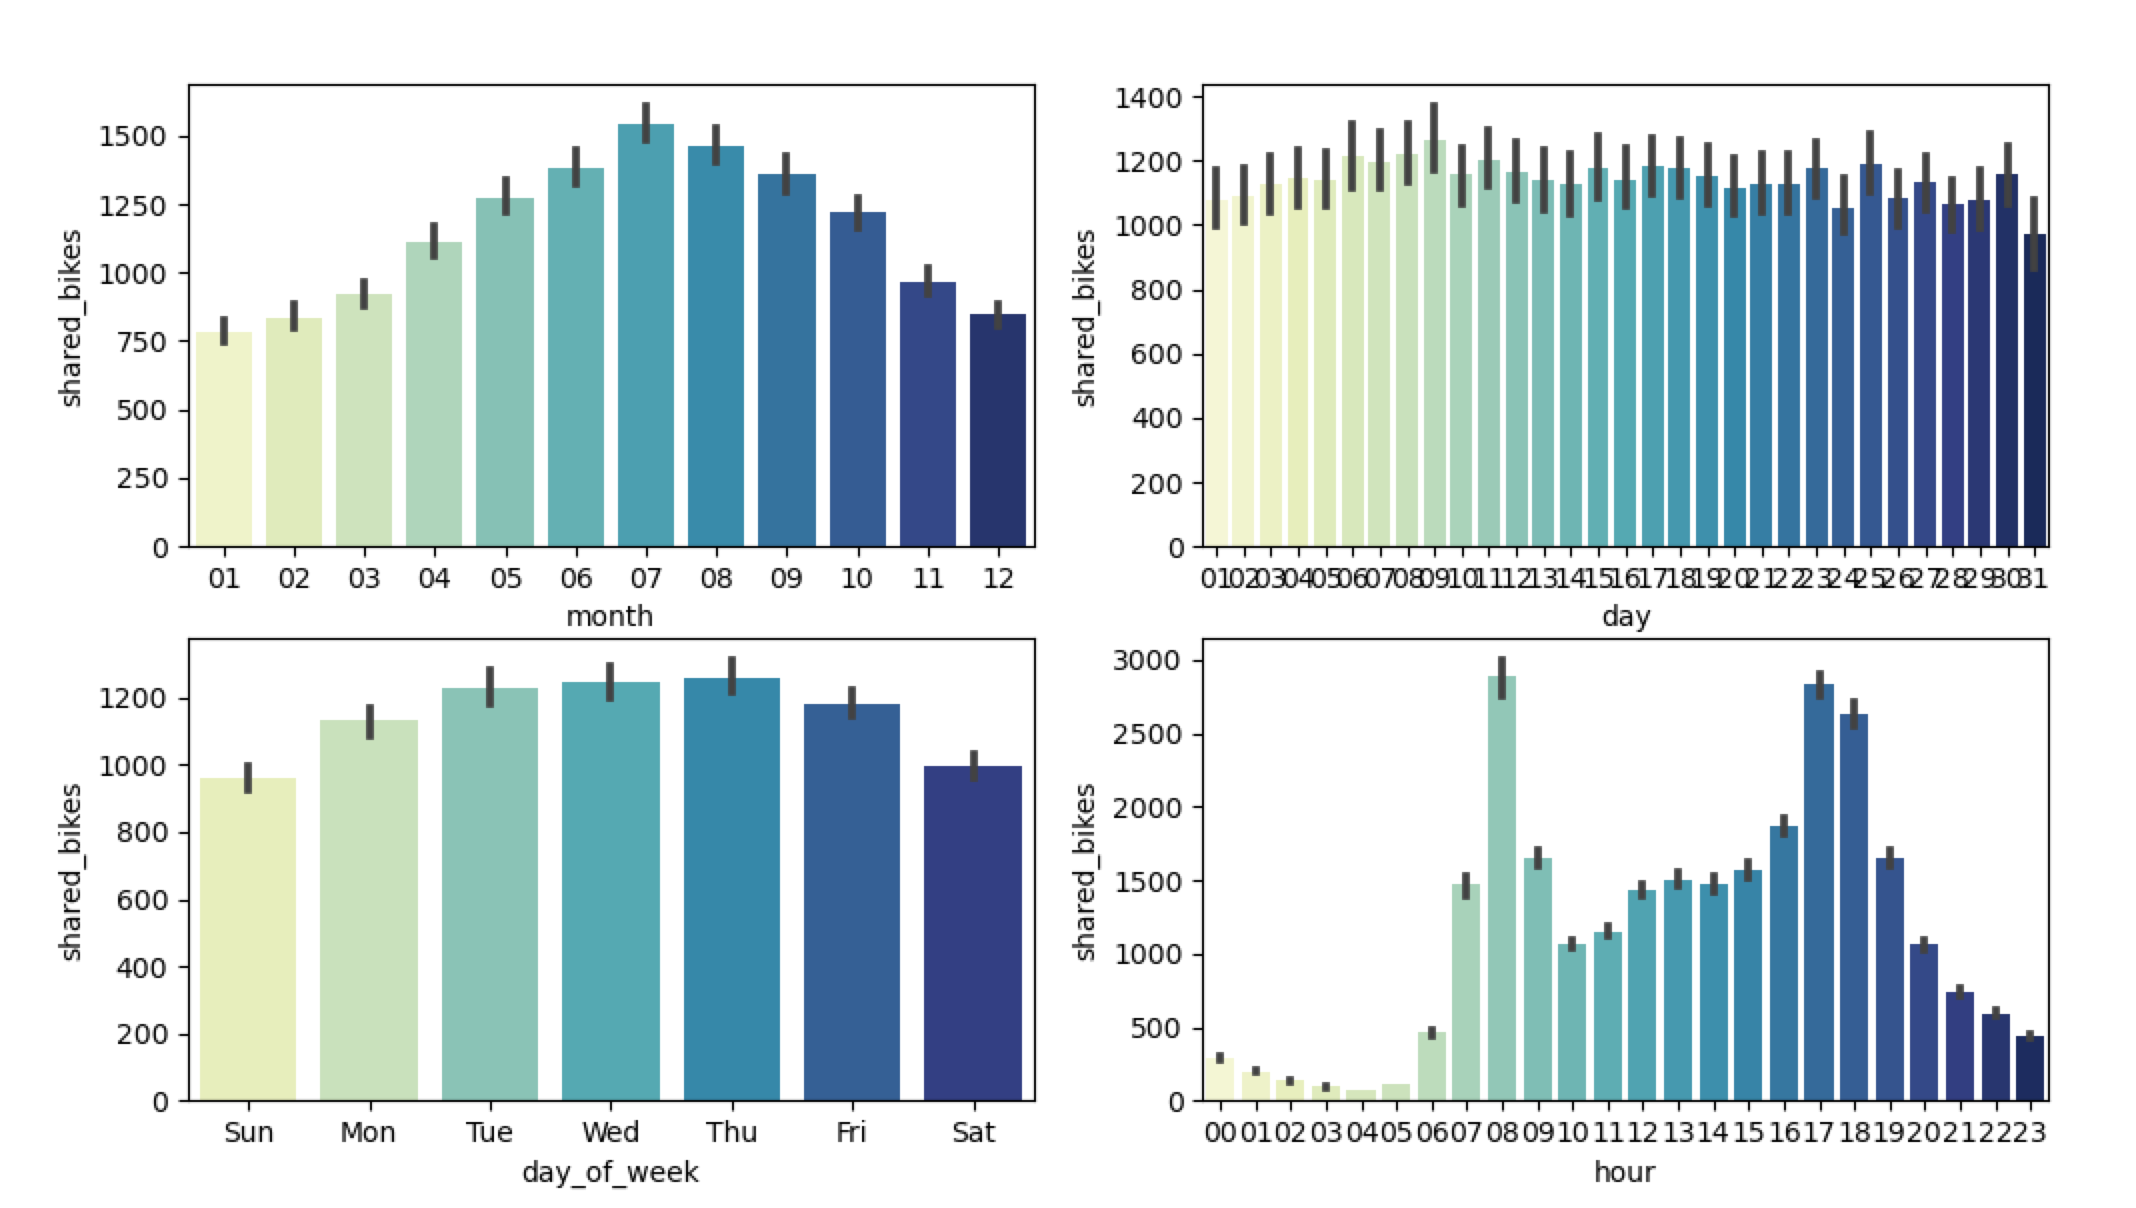 1500
1250
1000
750
500
250
0
shared_bikes
01 02 03 04 05 06 07 08 09 10 11 12
month
1400
1200
1000
800
600
400
200
0
shared_bikes
01 02 03 04 05 06 07 08 09 10 11 12 13 14 15 16 17 18 19 20 21 22 23 24 25 26 27 28 29 30 31
day
1200
1000
800
600
400
200
0
shared_bikes
Sun Mon Tue Wed Thu Fri Sat
day_of_week
3000
2500
2000
1500
1000
500
0
shared_bikes
00 01 02 03 04 05 06 07 08 09 10 11 12 13 14 15 16 17 18 19 20 21 22 23
hour